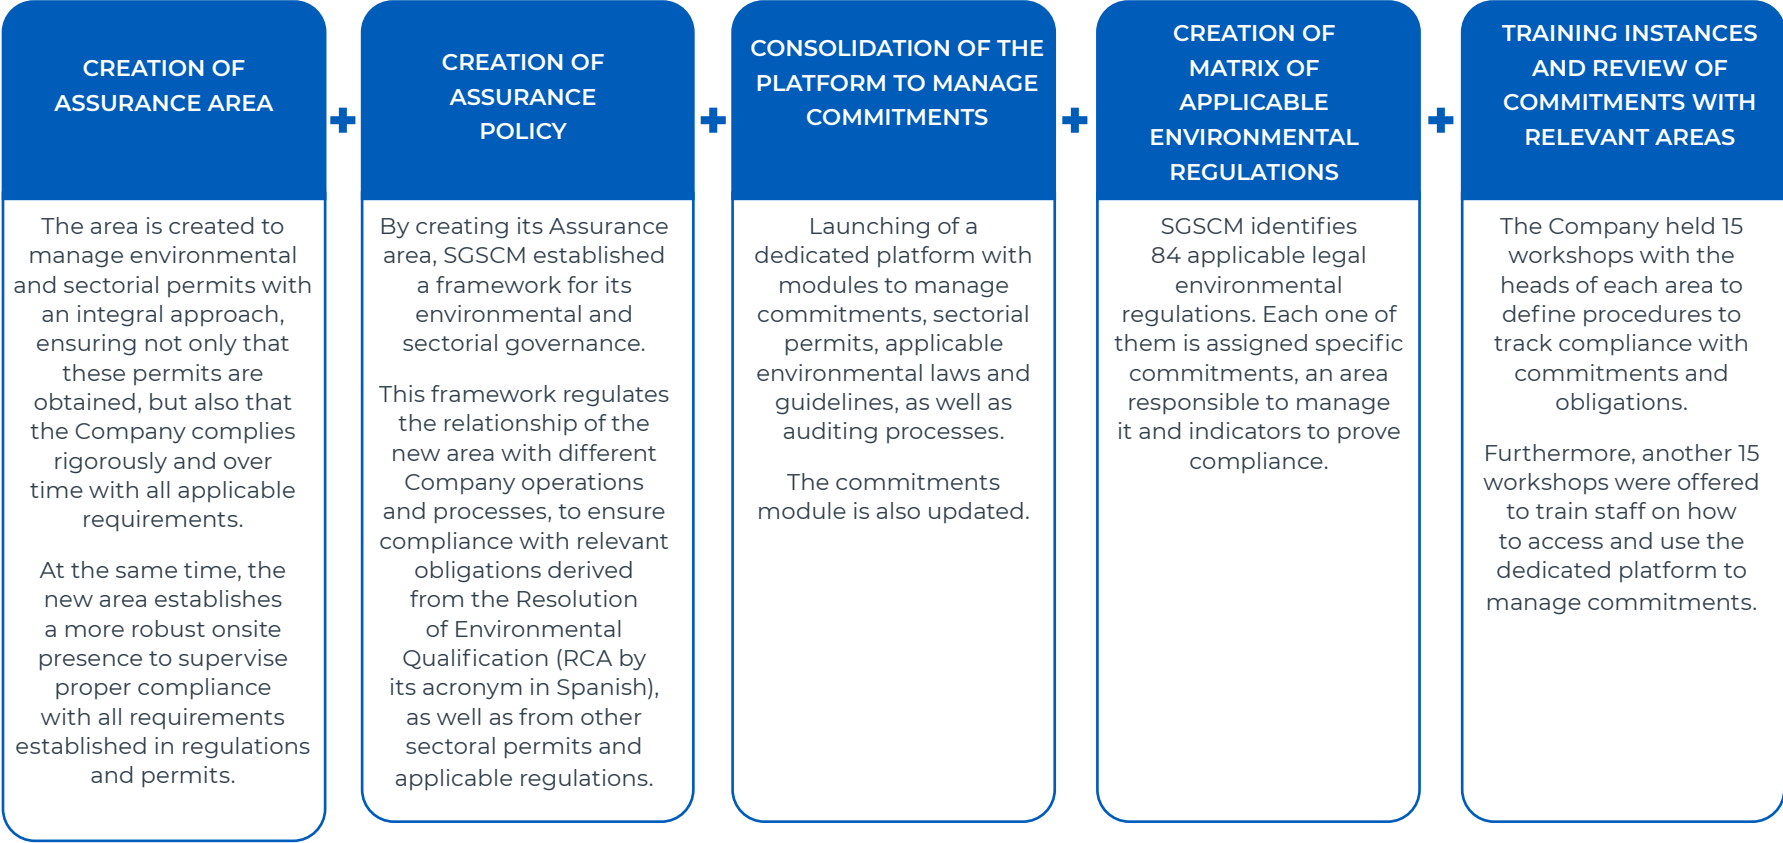 CREATION OF
ASSURANCE AREA
The area is created to
manage environmental
and sectorial permits with
an integral approach,
ensuring not only that
these permits are
obtained, but also that
the Company complies
rigorously and over
time with all applicable
requirements.
At the same time, the
new area establishes
a more robust onsite
presence to supervise
proper compliance
with all requirements
established in regulations
and permits.
+
CREATION OF
ASSURANCE
POLICY
By creating its Assurance
area, SGSCM established
a framework for its
environmental and
sectorial governance.
This framework regulates
the relationship of the
new area with different
Company operations
and processes, to ensure
compliance with relevant
obligations derived
from the Resolution
of Environmental
Qualification (RCA by
its acronym in Spanish),
as well as from other
sectoral permits and
applicable regulations.
+
CONSOLIDATION OF THE
PLATFORM TO MANAGE
COMMITMENTS
Launching of a
dedicated platform with
modules to manage
commitments, sectorial
permits, applicable
environmental laws and
guidelines, as well as
auditing processes.
The commitments
module is also updated.
+
CREATION OF
MATRIX OF
APPLICABLE
ENVIRONMENTAL
REGULATIONS
SGSCM identifies
84 applicable legal
environmental
regulations. Each one of
them is assigned specific
commitments, an area
responsible to manage
it and indicators to prove
compliance.
+
TRAINING INSTANCES
AND REVIEW OF
COMMITMENTS WITH
RELEVANT AREAS
The Company held 15
workshops with the
heads of each area to
define procedures to
track compliance with
commitments and
obligations.
Furthermore, another 15
workshops were offered
to train staff on how
to access and use the
dedicated platform to
manage commitments.